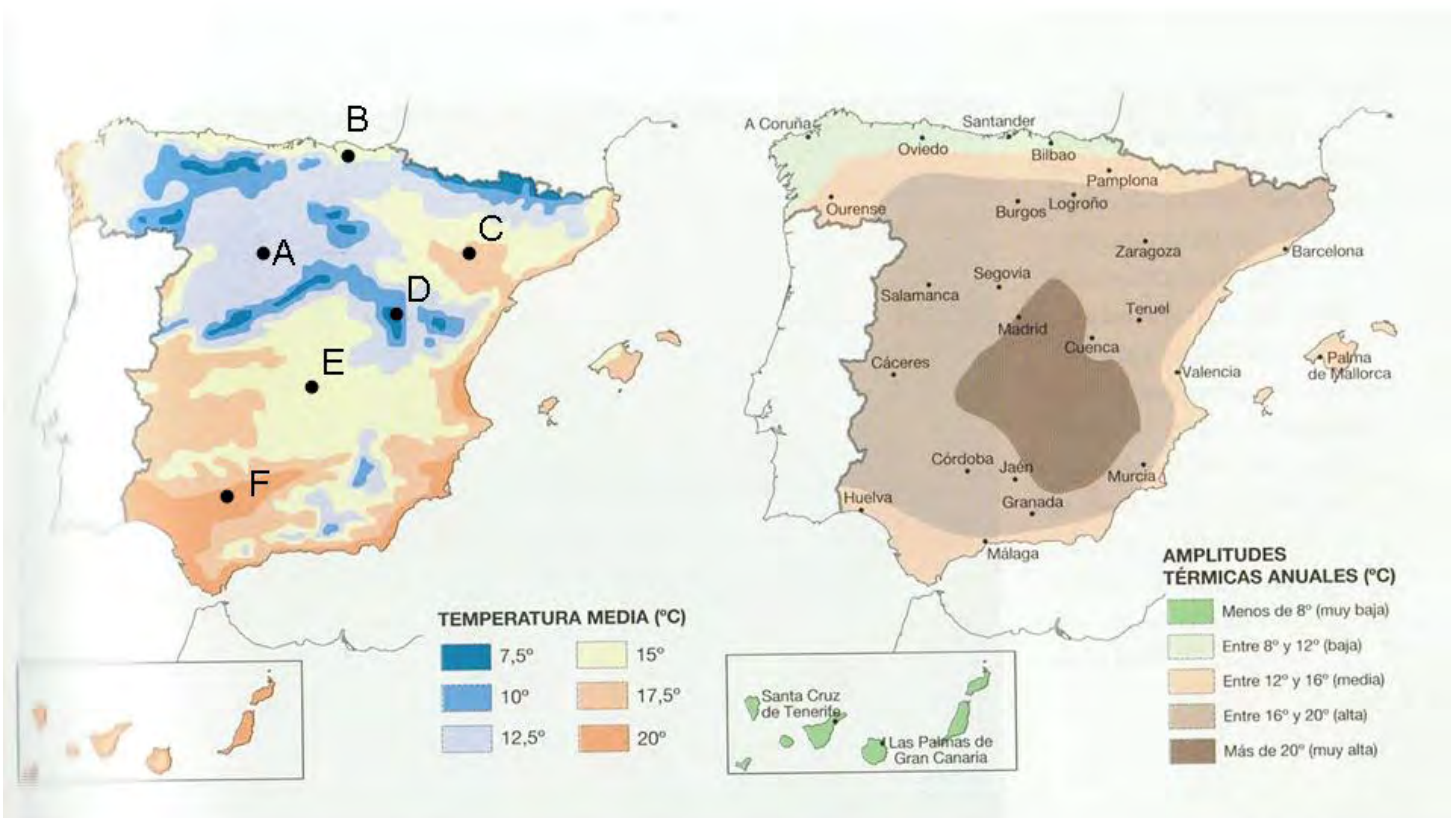 B
A
C
D
E
F
TEMPERATURA MEDIA (ºC)
7,5º
10º
12,5º
15º
17,5º
20º
A Coruña
Santander
Oviedo
Bilbao
Pamplona
Ourense
Burgos
Logroño
Zaragoza
Barcelona
Segovia
Salamanca
Madrid
Teruel
Cuenca
Cáceres
Valencia
Palma
de Mallorca
Córdoba
Jaén
Murcia
Huelva
Granada
Málaga
Santa Cruz
de Tenerife
Las Palmas de
Gran Canaria
AMPLITUDES
TÉRMICAS ANUALES (ºC)
Menos de 8º (muy baja)
Entre 8º y 12º (baja)
Entre 12º y 16º (media)
Entre 16º y 20º (alta)
Más de 20º (muy alta)